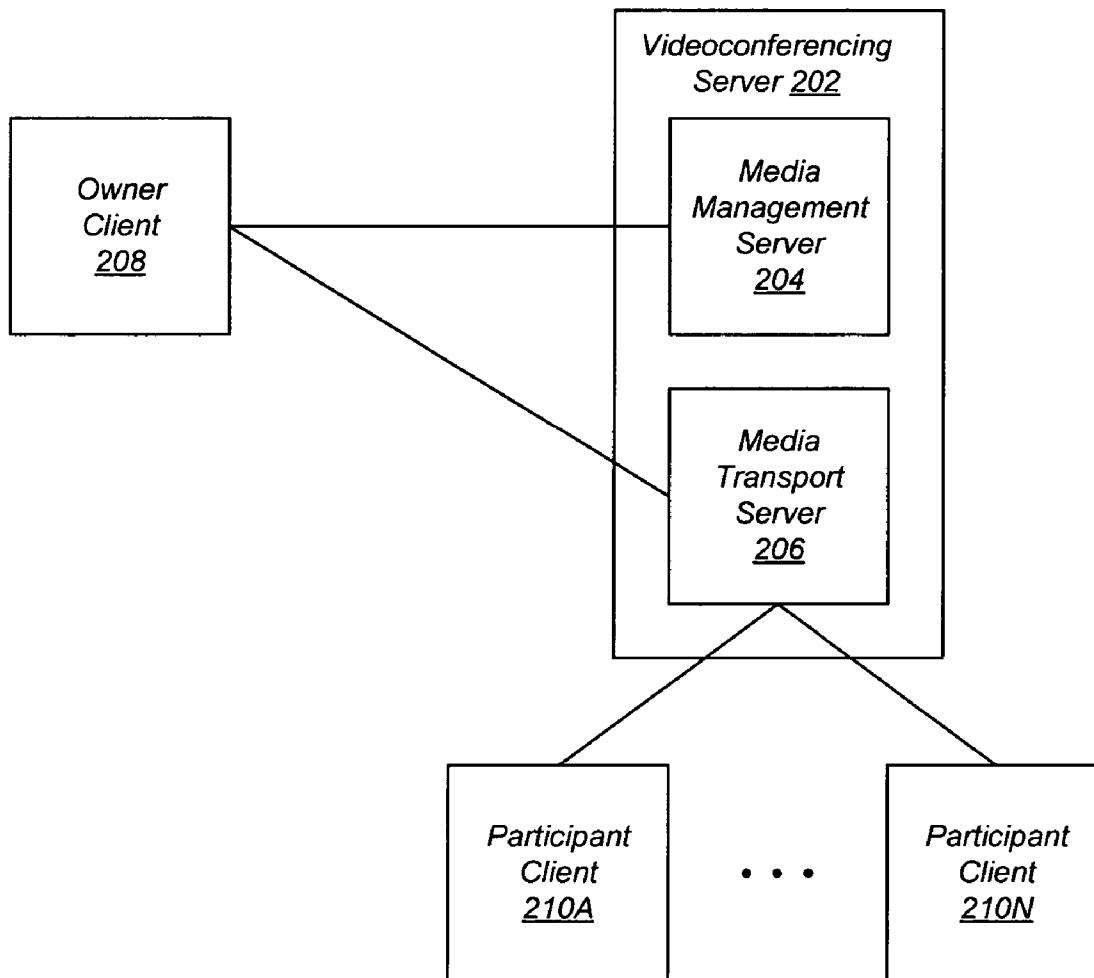 Videoconferencing
Server 202
Owner
Client
208
Media
Management
Server
204
Media
Transport
Server
206
Participant
Client
210A
Participant
Client
210N